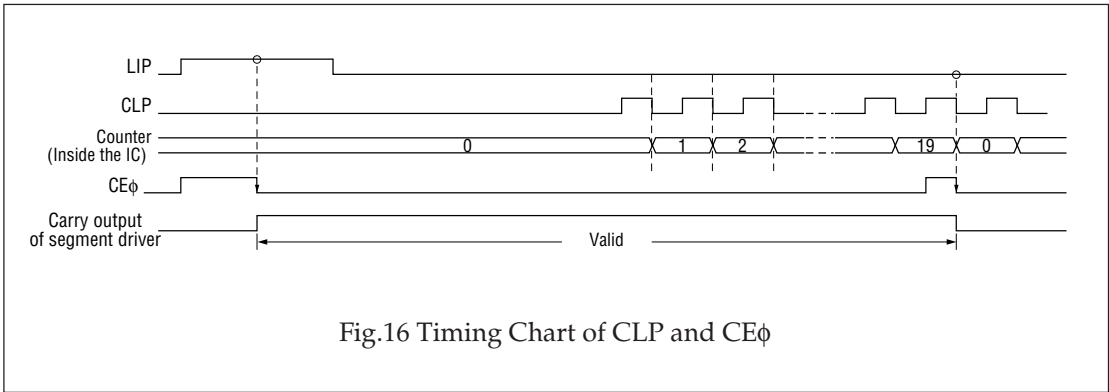 LIP
CLP
Counter
(Inside the IC)
0
1
2
19
0
CEϕ
Carry output
of segment driver
Valid
Fig.16 Timing Chart of CLP and CEϕ